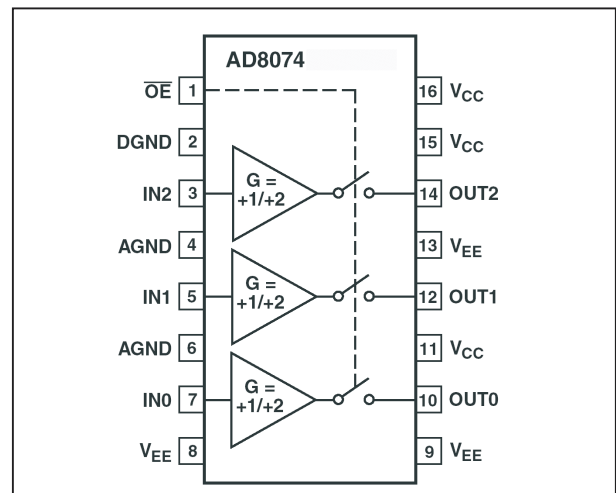 AD8074
OE 1
16 VCC
DGND 2
15 VCC
IN2 3
G =
+1/+2
14 OUT2
AGND 4
13 VEE
IN1 5
G =
+1/+2
12 OUT1
AGND 6
11 VCC
IN0 7
G =
+1/+2
10 OUT0
VEE 8
9 VEE